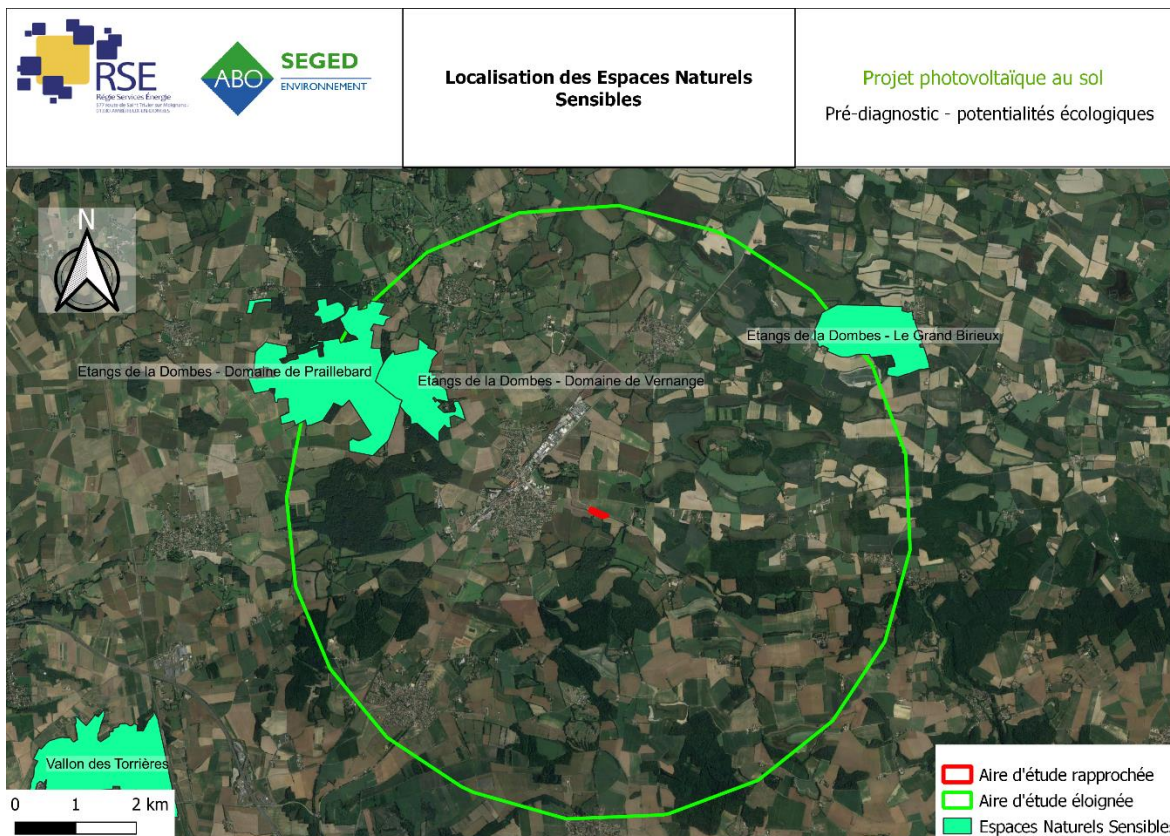 RSE
Régie Services Énergie
ABO
SEGED
ENVIRONNEMENT
Localisation des Espaces Naturels
Sensibles
Projet photovoltaïque au sol
Pré-diagnostic - potentialités écologiques
N
Etangs de la Dombes - Le Grand Birieux
Etangs de la Dombes - Domaine de Praillebard
Etangs de la Dombes - Domaine de Vernange
Vallon des Torrières
0 1 2 km
Aire d'étude rapprochée
Aire d'étude éloignée
Espaces Naturels Sensibles